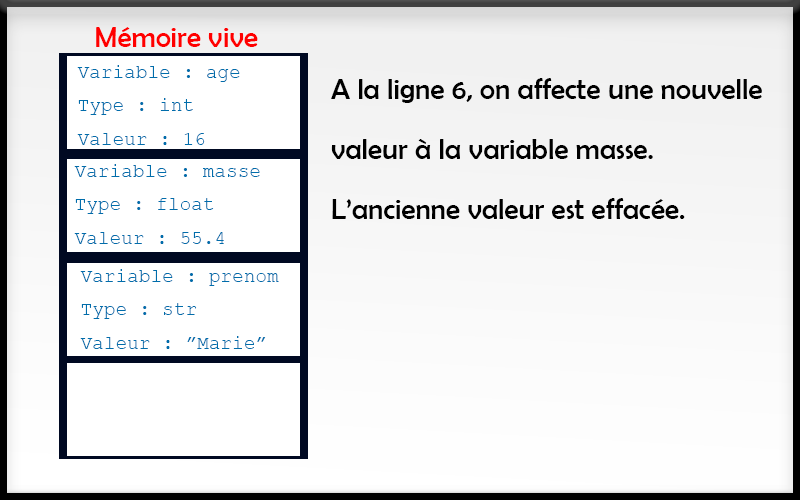 Mémoire vive
Variable : age
Type : int
Valeur : 16
Variable : masse
Type : float
Valeur : 55.4
Variable : prenom
Type : str
Valeur : ”Marie”
A la ligne 6, on affecte une nouvelle
valeur à la variable masse.
L’ancienne valeur est effacée.